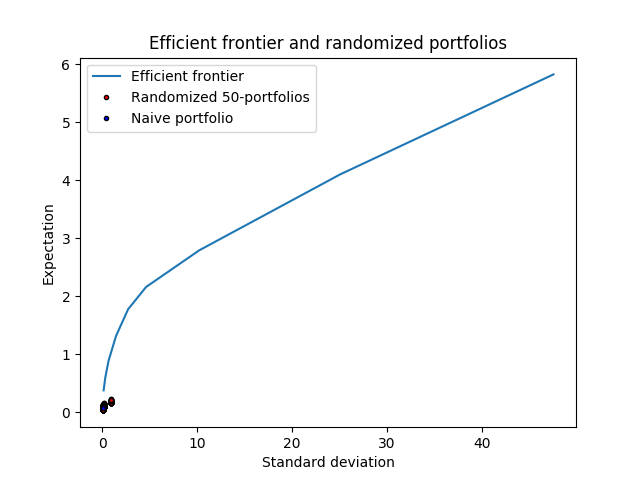 Efficient frontier and randomized portfolios
Efficient frontier
Randomized 50-portfolios
Naive portfolio
6
5
4
3
2
1
0
Expectation
0 10 20 30 40
Standard deviation